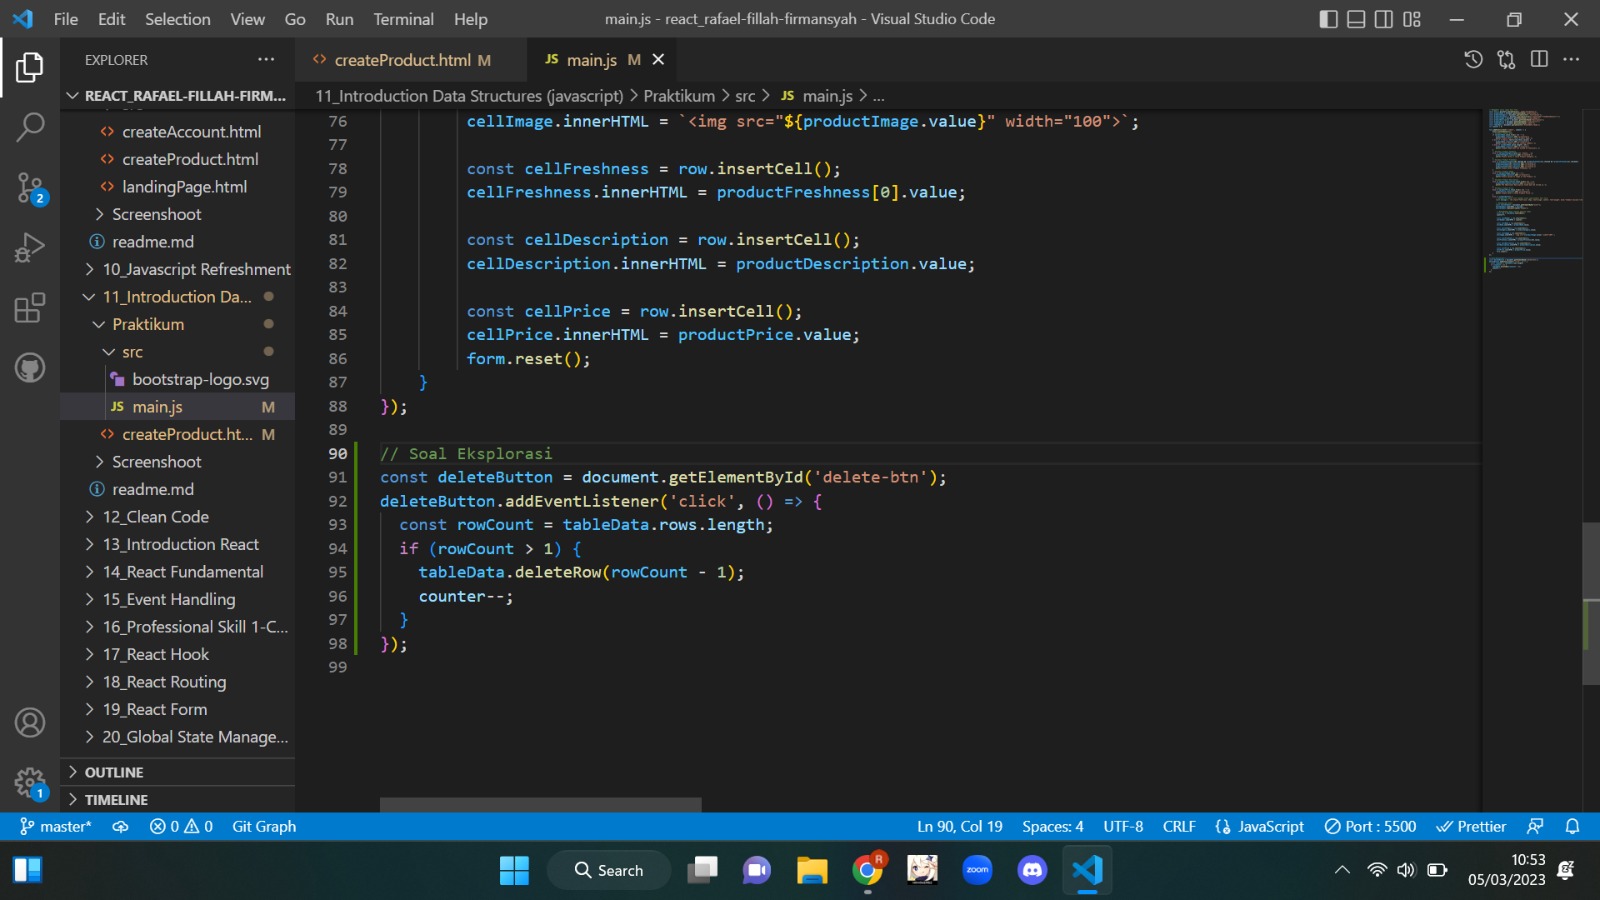 File Edit Selection View Go Run Terminal Help
main.js - react_rafael-fillah-firmansyah - Visual Studio Code
EXPLORER
createProduct.html M
JS main.js M
REACT_RAFAEL-FILLAH-FIRM...
11_Introduction Data Structures (javascript) > Praktikum > src > JS main.js > ...
createAccount.html
createProduct.html
landingPage.html
Screenshoot
readme.md
10_Javascript Refreshment
11_Introduction Da...
Praktikum
src
bootstrap-logo.svg
JS main.js M
createProduct.ht... M
Screenshoot
readme.md
12_Clean Code
13_Introduction React
14_React Fundamental
15_Event Handling
16_Professional Skill 1-C...
17_React Hook
18_React Routing
19_React Form
20_Global State Manage...
OUTLINE
TIMELINE
2
1
76 cellImage.innerHTML = `<img src="${productImage.value}" width="100">`;
77
78 const cellFreshness = row.insertCell();
79 cellFreshness.innerHTML = productFreshness[0].value;
80
81 const cellDescription = row.insertCell();
82 cellDescription.innerHTML = productDescription.value;
83
84 const cellPrice = row.insertCell();
85 cellPrice.innerHTML = productPrice.value;
86 form.reset();
87 }
88 });
89
90 // Soal Eksplorasi
91 const deleteButton = document.getElementById('delete-btn');
92 deleteButton.addEventListener('click', () => {
93 const rowCount = tableData.rows.length;
94 if (rowCount > 1) {
95 tableData.deleteRow(rowCount - 1);
96 counter--;
97 }
98 });
99
master* 0 0 Git Graph
Ln 90, Col 19 Spaces: 4 UTF-8 CRLF JavaScript Port : 5500 Prettier
Search
R
zoom
10:53
05/03/2023